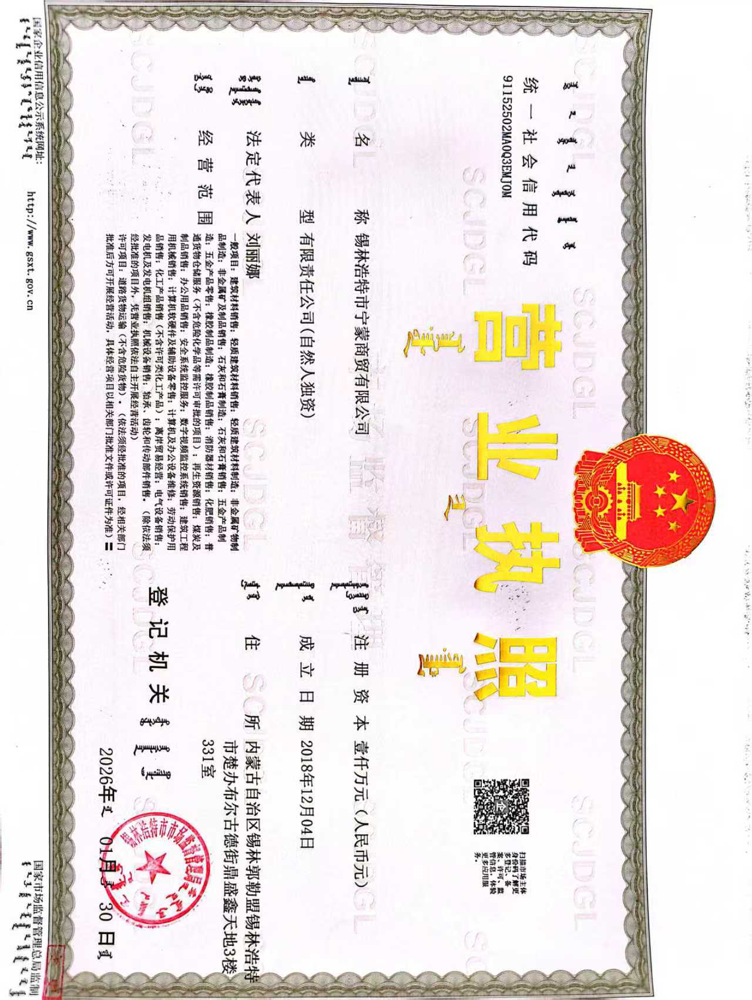 统一社会信用代码
91152502MA0Q3EMJ0M
营业执照
扫描市场主体
身份码了解更
多登记、备
案、许可、监
管信息，体验
更多应用服
务。
名称 锡林浩特市宁蒙商贸有限公司
类型 有限责任公司(自然人独资)
法定代表人 刘丽娜
经营范围
一般项目：建筑材料销售；轻质建筑材料销售；轻质建筑材料制造；非金属矿物制
品制造；非金属矿及制品销售；石灰和石膏制造；石灰和石膏销售；五金产品制
造；五金产品零售；橡胶制品制造；橡胶制品销售；消防器材销售；化肥销售；普
通货物仓储服务（不含危险化学品等需许可审批的项目）；再生资源销售；煤炭及
制品销售；办公用品销售；安全系统监控服务；数字视频监控系统销售；建筑工程
用机械销售；计算机软硬件及辅助设备零售；计算机及办公设备维修；劳动保护用
品销售；化工产品销售（不含许可类化工产品）；离岸贸易经营；电气设备销售；
发电机及发电机组销售；机械设备销售；轴承、齿轮和传动部件销售。（除依法须
经批准的项目外，凭营业执照依法自主开展经营活动）
许可项目：道路货物运输（不含危险货物）。（依法须经批准的项目，经相关部门
批准后方可开展经营活动，具体经营项目以相关部门批准文件或许可证件为准）〓
注册资本 壹仟万元（人民币元）
成立日期 2018年12月04日
住所 内蒙古自治区锡林郭勒盟锡林浩特
市楚办布尔古德街鼎盛鑫天地3楼
331室
登记机关
锡林浩特市市场监督管理局
2026年01月30日
国家企业信用信息公示系统网址：
http://www.gsxt.gov.cn
国家市场监督管理总局监制